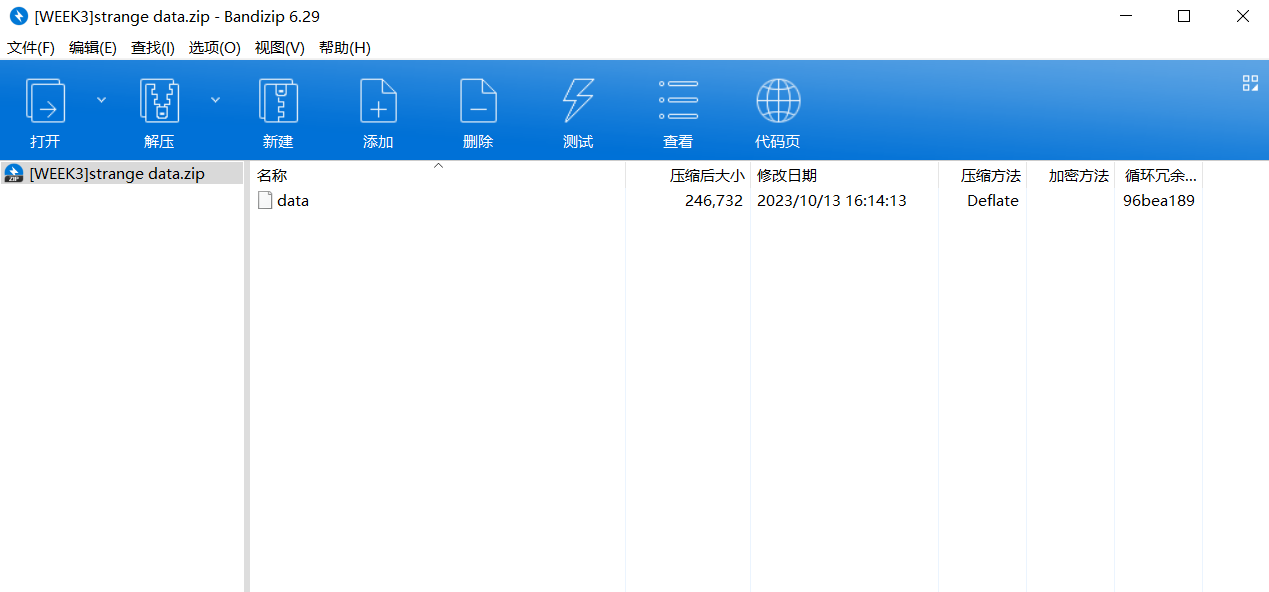 [WEEK3]strange data.zip - Bandizip 6.29
文件(F) 编辑(E) 查找(I) 选项(O) 视图(V) 帮助(H)
打开 解压 新建 添加 删除 测试 查看 代码页
[WEEK3]strange data.zip
名称 压缩后大小 修改日期 压缩方法 加密方法 循环冗余...
data 246,732 2023/10/13 16:14:13 Deflate 96bea189